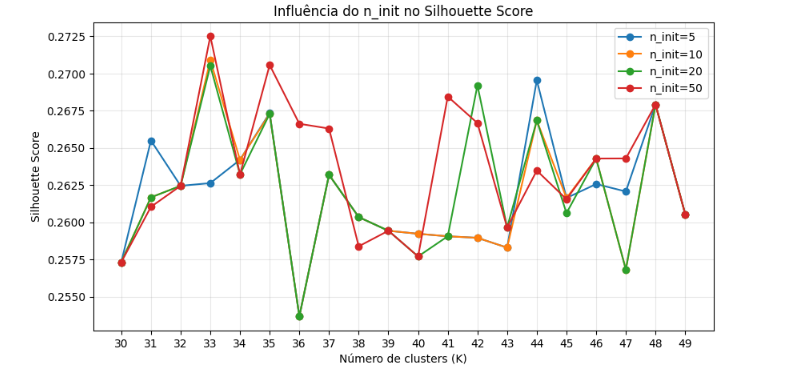 Influência do n_init no Silhouette Score
Silhouette Score
0.2725
0.2700
0.2675
0.2650
0.2625
0.2600
0.2575
0.2550
n_init=5
n_init=10
n_init=20
n_init=50
30 31 32 33 34 35 36 37 38 39 40 41 42 43 44 45 46 47 48 49
Número de clusters (K)